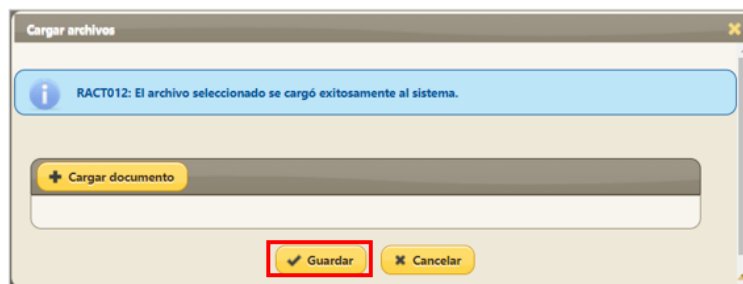 Cargar archivos
RACT012: El archivo seleccionado se cargó exitosamente al sistema.
Cargar documento
Guardar
Cancelar